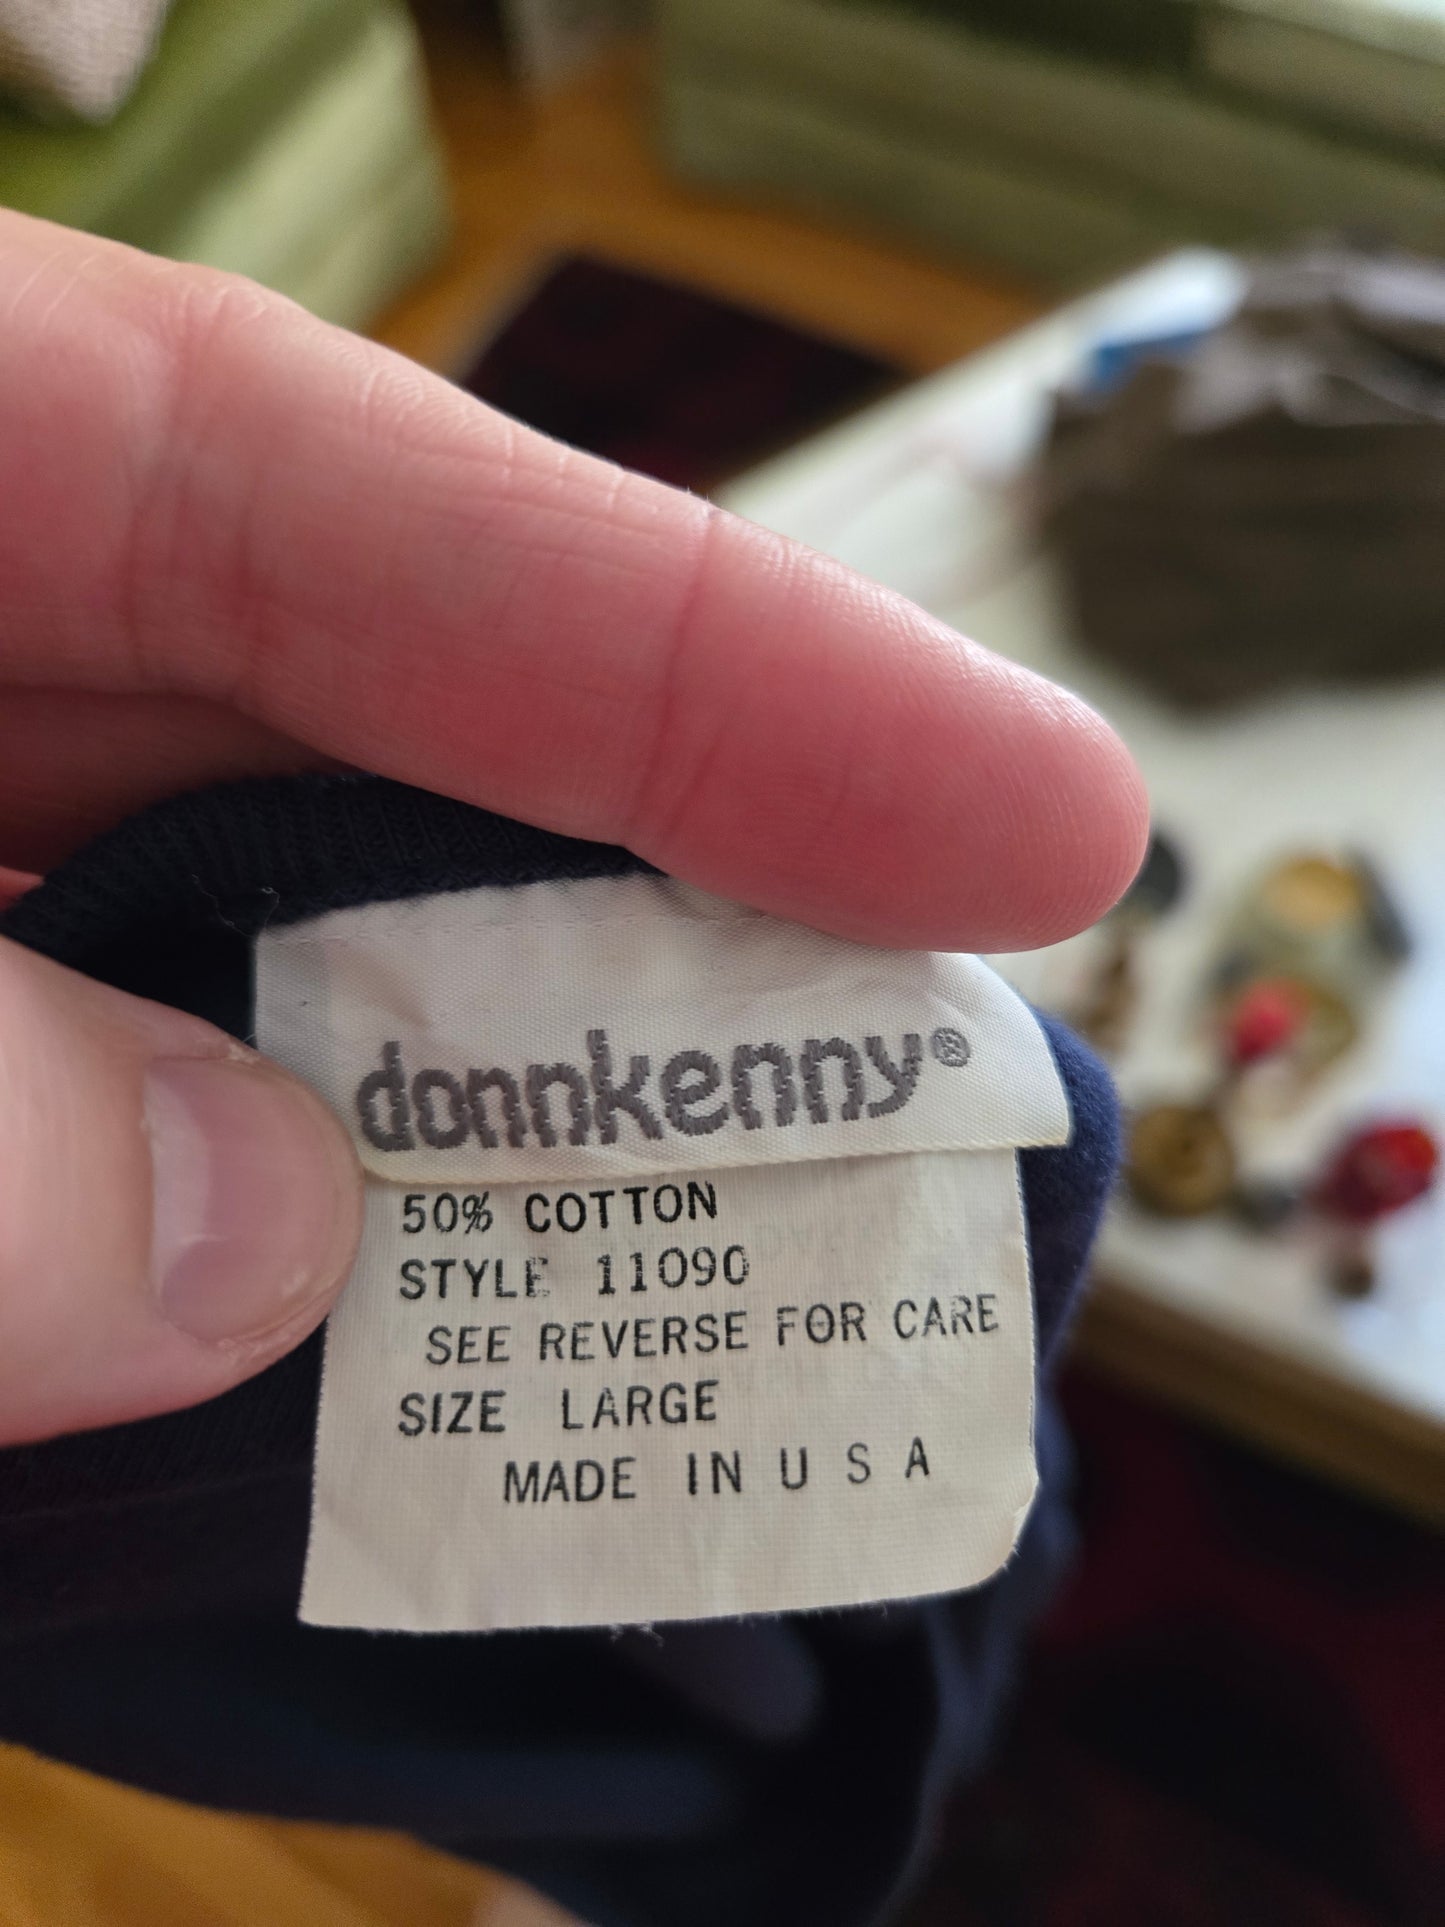 donnkenny®
50% COTTON
STYLE 11090
SEE REVERSE FOR CARE
SIZE LARGE
MADE IN U S A